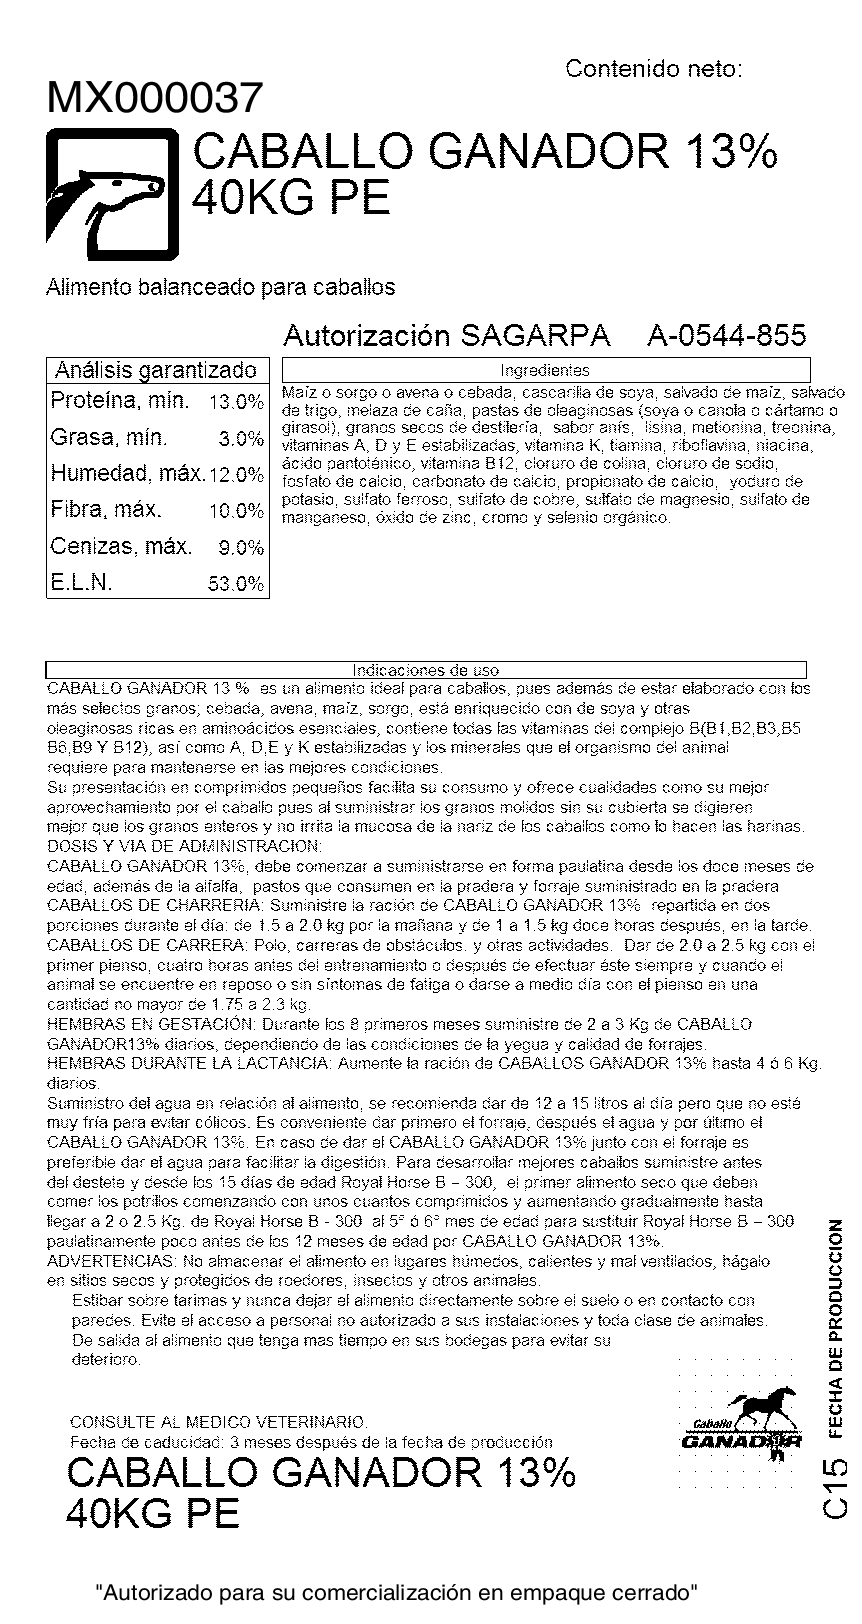 Contenido neto:
MX000037
CABALLO GANADOR 13%
40KG PE
Alimento balanceado para caballos
Autorización SAGARPA A-0544-855
Análisis garantizado
Proteína, mín. 13.0%
Grasa, mín. 3.0%
Humedad, máx. 12.0%
Fibra, máx. 10.0%
Cenizas, máx. 9.0%
E.L.N. 53.0%
Ingredientes
Maíz o sorgo o avena o cebada, cascarilla de soya, salvado de maíz, salvado
de trigo, melaza de caña, pastas de oleaginosas (soya o canola o cártamo o
girasol), granos secos de destilería, sabor anís, lisina, metionina, treonina,
vitaminas A, D y E estabilizadas, vitamina K, tiamina, riboflavina, niacina,
ácido pantoténico, vitamina B12, cloruro de colina, cloruro de sodio,
fosfato de calcio, carbonato de calcio, propionato de calcio, yoduro de
potasio, sulfato ferroso, sulfato de cobre, sulfato de magnesio, sulfato de
manganeso, óxido de zinc, cromo y selenio orgánico.
Indicaciones de uso
CABALLO GANADOR 13 % es un alimento ideal para caballos, pues además de estar elaborado con los
más selectos granos; cebada, avena, maíz, sorgo, está enriquecido con de soya y otras
oleaginosas ricas en aminoácidos esenciales, contiene todas las vitaminas del complejo B(B1,B2,B3,B5
B6,B9 Y B12), así como A, D,E y K estabilizadas y los minerales que el organismo del animal
requiere para mantenerse en las mejores condiciones.
Su presentación en comprimidos pequeños facilita su consumo y ofrece cualidades como su mejor
aprovechamiento por el caballo pues al suministrar los granos molidos sin su cubierta se digieren
mejor que los granos enteros y no irrita la mucosa de la nariz de los caballos como lo hacen las harinas.
DOSIS Y VIA DE ADMINISTRACION:
CABALLO GANADOR 13%, debe comenzar a suministrarse en forma paulatina desde los doce meses de
edad, además de la alfalfa, pastos que consumen en la pradera y forraje suministrado en la pradera
CABALLOS DE CHARRERIA: Suministre la ración de CABALLO GANADOR 13% repartida en dos
porciones durante el día: de 1.5 a 2.0 kg por la mañana y de 1 a 1.5 kg doce horas después, en la tarde.
CABALLOS DE CARRERA: Polo, carreras de obstáculos. y otras actividades. Dar de 2.0 a 2.5 kg con el
primer pienso, cuatro horas antes del entrenamiento o después de efectuar éste siempre y cuando el
animal se encuentre en reposo o sin síntomas de fatiga o darse a medio día con el pienso en una
cantidad no mayor de 1.75 a 2.3 kg.
HEMBRAS EN GESTACIÓN: Durante los 8 primeros meses suministre de 2 a 3 Kg de CABALLO
GANADOR13% diarios, dependiendo de las condiciones de la yegua y calidad de forrajes.
HEMBRAS DURANTE LA LACTANCIA: Aumente la ración de CABALLOS GANADOR 13% hasta 4 ó 6 Kg.
diarios.
Suministro del agua en relación al alimento, se recomienda dar de 12 a 15 litros al día pero que no esté
muy fría para evitar cólicos. Es conveniente dar primero el forraje, después el agua y por último el
CABALLO GANADOR 13%. En caso de dar el CABALLO GANADOR 13% junto con el forraje es
preferible dar el agua para facilitar la digestión. Para desarrollar mejores caballos suministre antes
del destete y desde los 15 días de edad Royal Horse B – 300, el primer alimento seco que deben
comer los potrillos comenzando con unos cuantos comprimidos y aumentando gradualmente hasta
llegar a 2 o 2.5 Kg. de Royal Horse B - 300 al 5° ó 6° mes de edad para sustituir Royal Horse B – 300
paulatinamente poco antes de los 12 meses de edad por CABALLO GANADOR 13%.
ADVERTENCIAS: No almacenar el alimento en lugares húmedos, calientes y mal ventilados, hágalo
en sitios secos y protegidos de roedores, insectos y otros animales.
Estibar sobre tarimas y nunca dejar el alimento directamente sobre el suelo o en contacto con
paredes. Evite el acceso a personal no autorizado a sus instalaciones y toda clase de animales.
De salida al alimento que tenga mas tiempo en sus bodegas para evitar su
deterioro.
CONSULTE AL MEDICO VETERINARIO.
Fecha de caducidad: 3 meses después de la fecha de producción
CABALLO GANADOR 13%
40KG PE
Caballo
GANADOR
C15 FECHA DE PRODUCCION
"Autorizado para su comercialización en empaque cerrado"